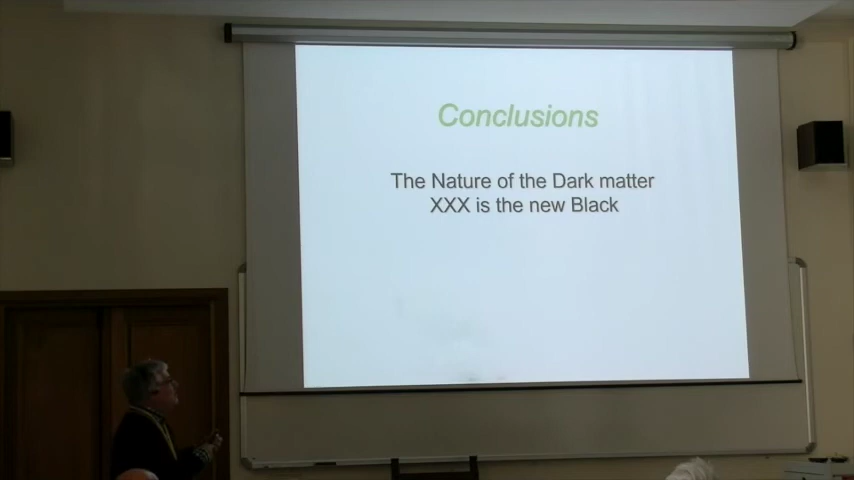 Conclusions
The Nature of the Dark matter
XXX is the new Black